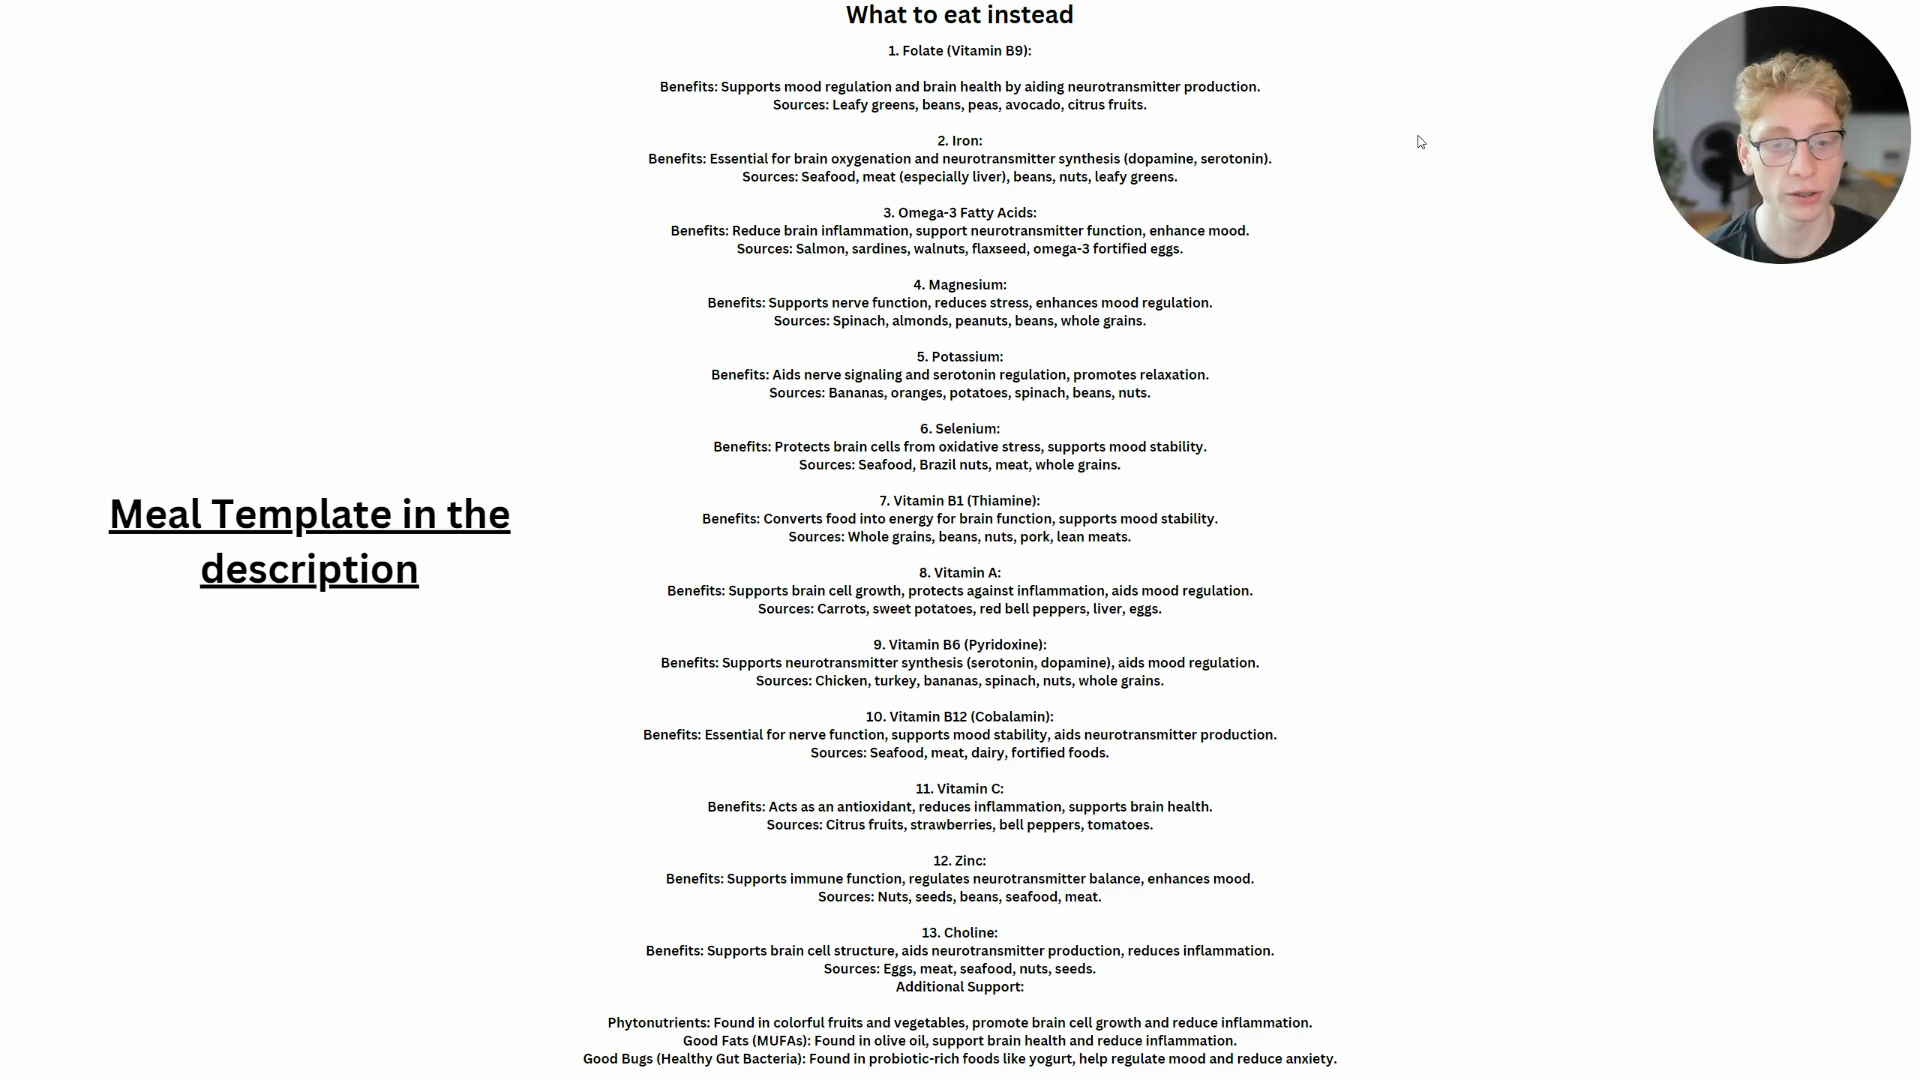 What to eat instead
1. Folate (Vitamin B9):
Benefits: Supports mood regulation and brain health by aiding neurotransmitter production.
Sources: Leafy greens, beans, peas, avocado, citrus fruits.
2. Iron:
Benefits: Essential for brain oxygenation and neurotransmitter synthesis (dopamine, serotonin).
Sources: Seafood, meat (especially liver), beans, nuts, leafy greens.
3. Omega-3 Fatty Acids:
Benefits: Reduce brain inflammation, support neurotransmitter function, enhance mood.
Sources: Salmon, sardines, walnuts, flaxseed, omega-3 fortified eggs.
4. Magnesium:
Benefits: Supports nerve function, reduces stress, enhances mood regulation.
Sources: Spinach, almonds, peanuts, beans, whole grains.
5. Potassium:
Benefits: Aids nerve signaling and serotonin regulation, promotes relaxation.
Sources: Bananas, oranges, potatoes, spinach, beans, nuts.
6. Selenium:
Benefits: Protects brain cells from oxidative stress, supports mood stability.
Sources: Seafood, Brazil nuts, meat, whole grains.
7. Vitamin B1 (Thiamine):
Benefits: Converts food into energy for brain function, supports mood stability.
Sources: Whole grains, beans, nuts, pork, lean meats.
8. Vitamin A:
Benefits: Supports brain cell growth, protects against inflammation, aids mood regulation.
Sources: Carrots, sweet potatoes, red bell peppers, liver, eggs.
9. Vitamin B6 (Pyridoxine):
Benefits: Supports neurotransmitter synthesis (serotonin, dopamine), aids mood regulation.
Sources: Chicken, turkey, bananas, spinach, nuts, whole grains.
10. Vitamin B12 (Cobalamin):
Benefits: Essential for nerve function, supports mood stability, aids neurotransmitter production.
Sources: Seafood, meat, dairy, fortified foods.
11. Vitamin C:
Benefits: Acts as an antioxidant, reduces inflammation, supports brain health.
Sources: Citrus fruits, strawberries, bell peppers, tomatoes.
12. Zinc:
Benefits: Supports immune function, regulates neurotransmitter balance, enhances mood.
Sources: Nuts, seeds, beans, seafood, meat.
13. Choline:
Benefits: Supports brain cell structure, aids neurotransmitter production, reduces inflammation.
Sources: Eggs, meat, seafood, nuts, seeds.
Additional Support:
Phytonutrients: Found in colorful fruits and vegetables, promote brain cell growth and reduce inflammation.
Good Fats (MUFAs): Found in olive oil, support brain health and reduce inflammation.
Good Bugs (Healthy Gut Bacteria): Found in probiotic-rich foods like yogurt, help regulate mood and reduce anxiety.
Meal Template in the
description